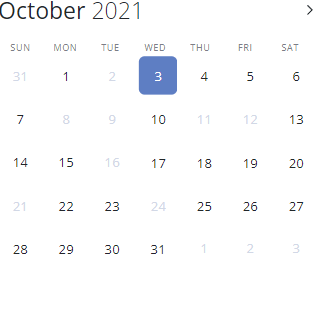 October 2021 >
SUN MON TUE WED THU FRI SAT
31 1 2 3 4 5 6
7 8 9 10 11 12 13
14 15 16 17 18 19 20
21 22 23 24 25 26 27
28 29 30 31 1 2 3